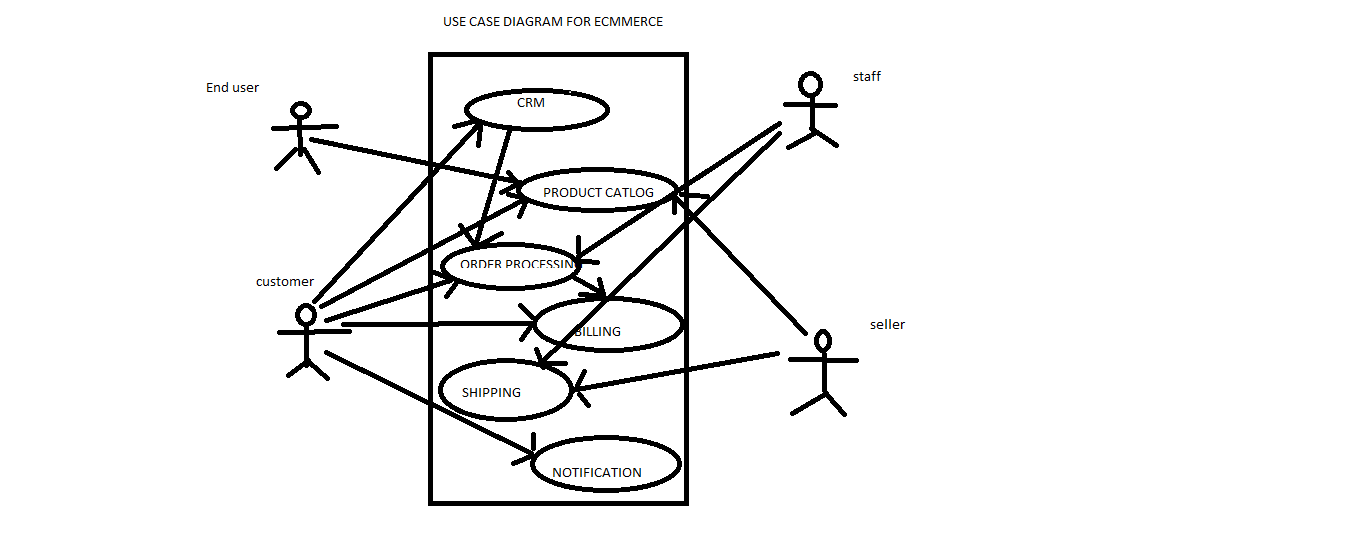 USE CASE DIAGRAM FOR ECMMERCE
End user
staff
CRM
PRODUCT CATLOG
ORDER PROCESSIN
customer
seller
BILLING
SHIPPING
NOTIFICATION